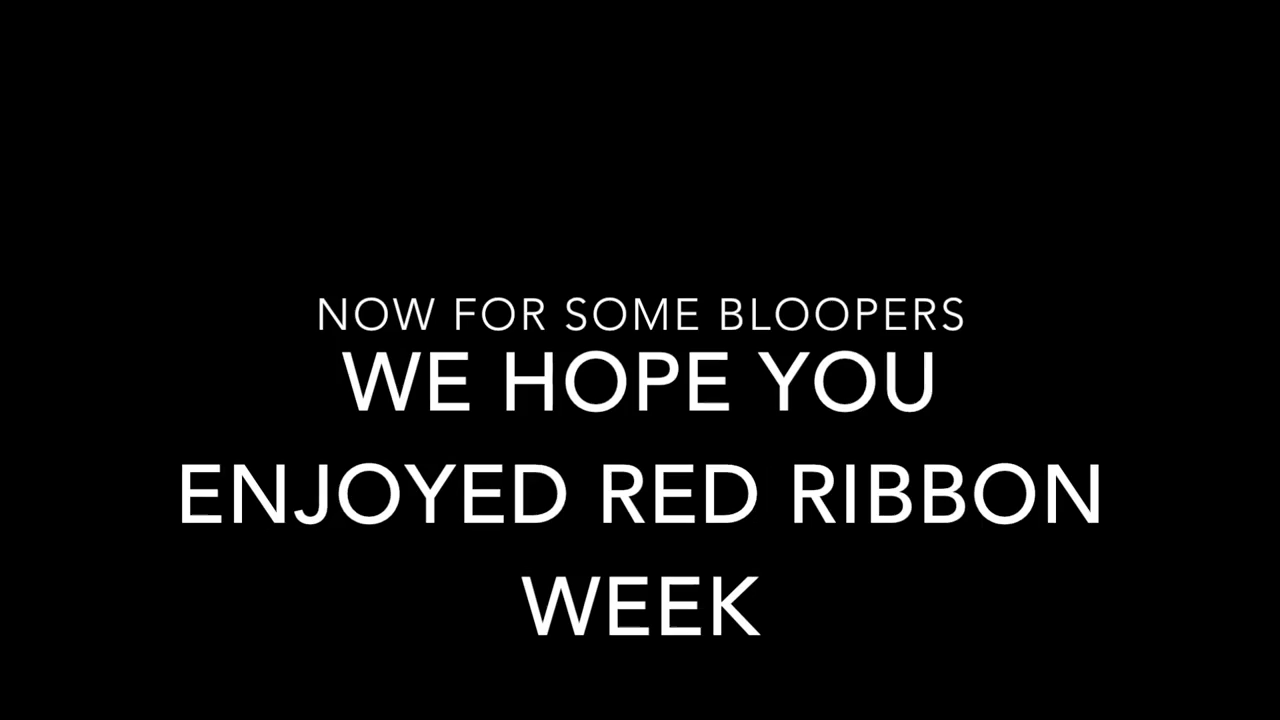 NOW FOR SOME BLOOPERS
WE HOPE YOU
ENJOYED RED RIBBON
WEEK